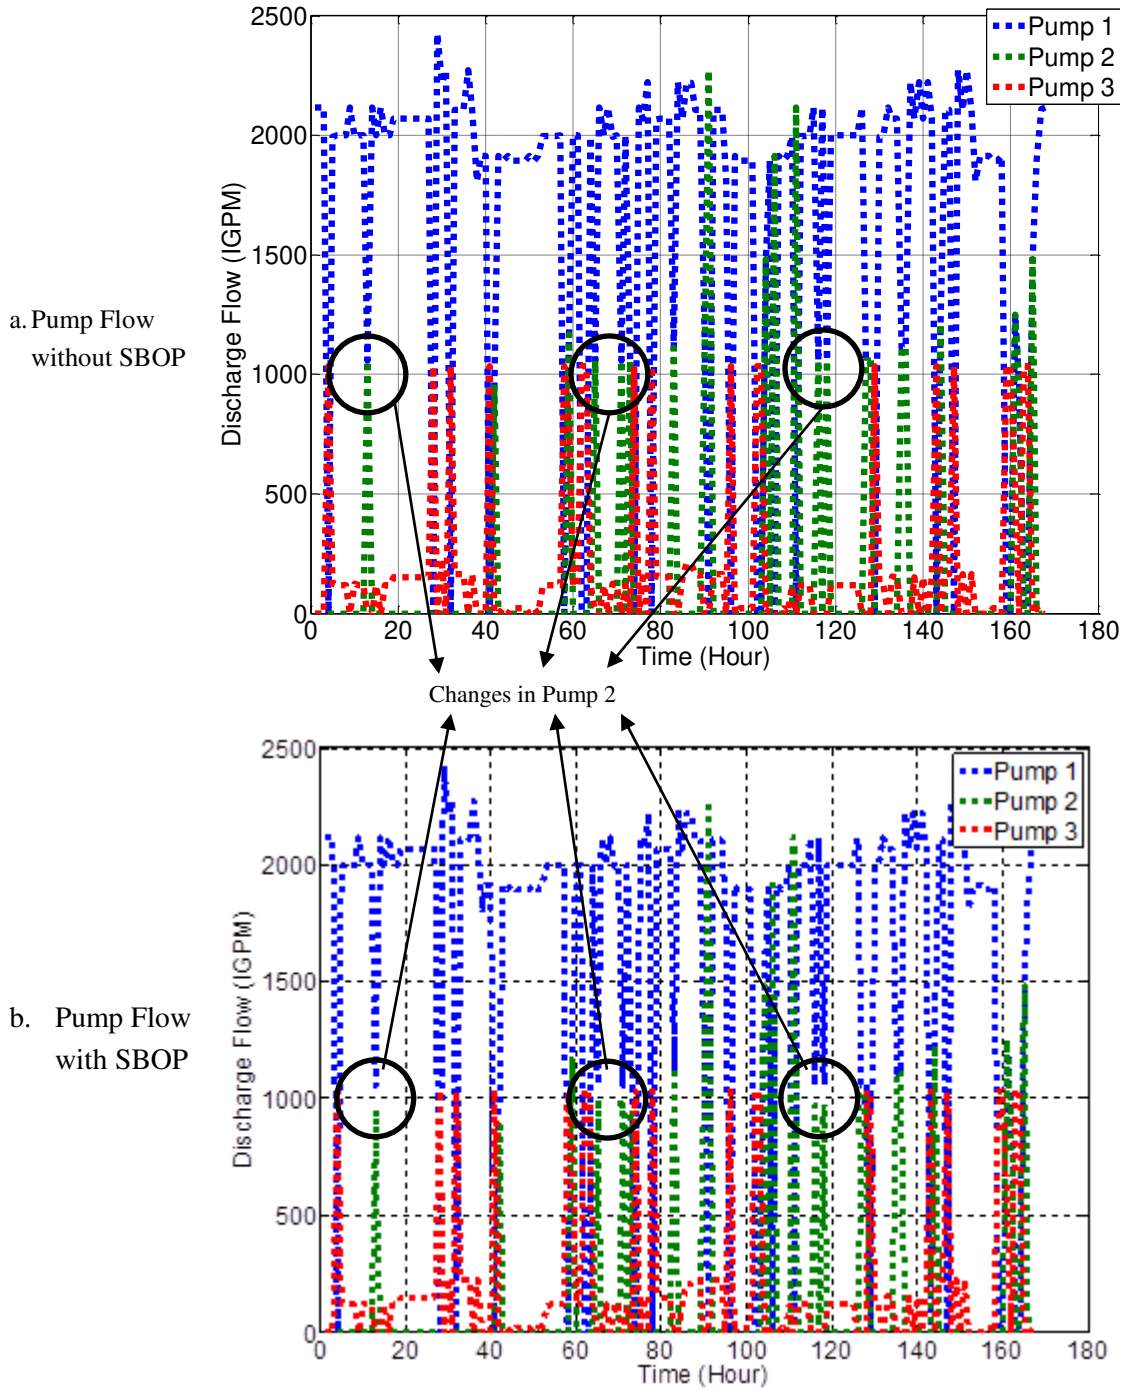 2500
2000
1500
1000
500
0
Discharge Flow (IGPM)
Pump 1
Pump 2
Pump 3
a. Pump Flow
without SBOP
0 20 40 60 80 100 120 140 160 180
Time (Hour)
Changes in Pump 2
2500
2000
1500
1000
500
0
Discharge Flow (IGPM)
Pump 1
Pump 2
Pump 3
b. Pump Flow
with SBOP
0 20 40 60 80 100 120 140 160 180
Time (Hour)